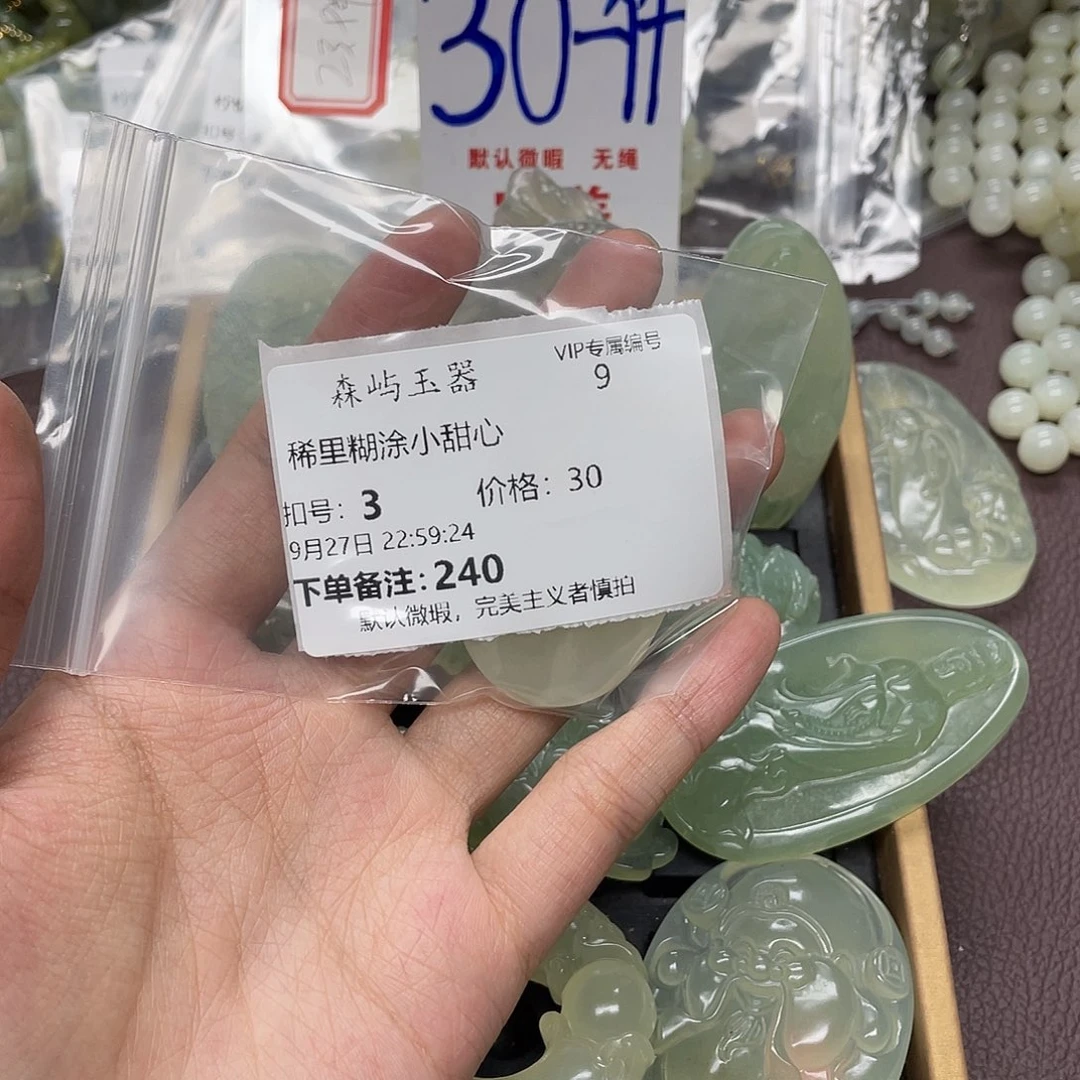 30一件
默认微暇 无绳
森屿玉器
VIP专属编号
9
稀里糊涂小甜心
扣号：3 价格：30
9月27日 22:59:24
下单备注：240
默认微瑕，完美主义者慎拍